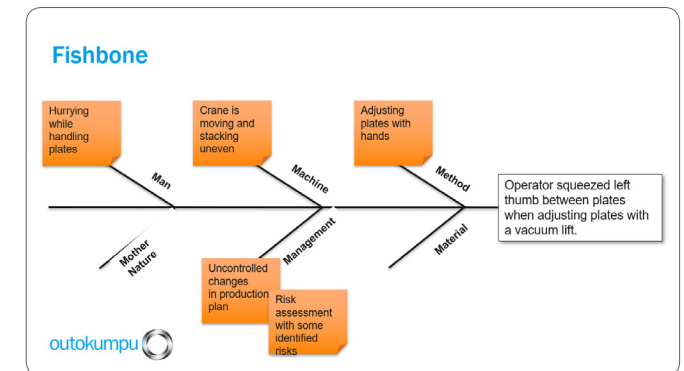 Fishbone
Hurrying
while
handling
plates
Crane is
moving and
stacking
uneven
Adjusting
plates with
hands
Man
Machine
Method
Operator squeezed left
thumb between plates
when adjusting plates with
a vacuum lift.
Mother
Nature
Management
Material
Uncontrolled
changes
in production
plan
Risk
assessment
with some
identified
risks
outokumpu